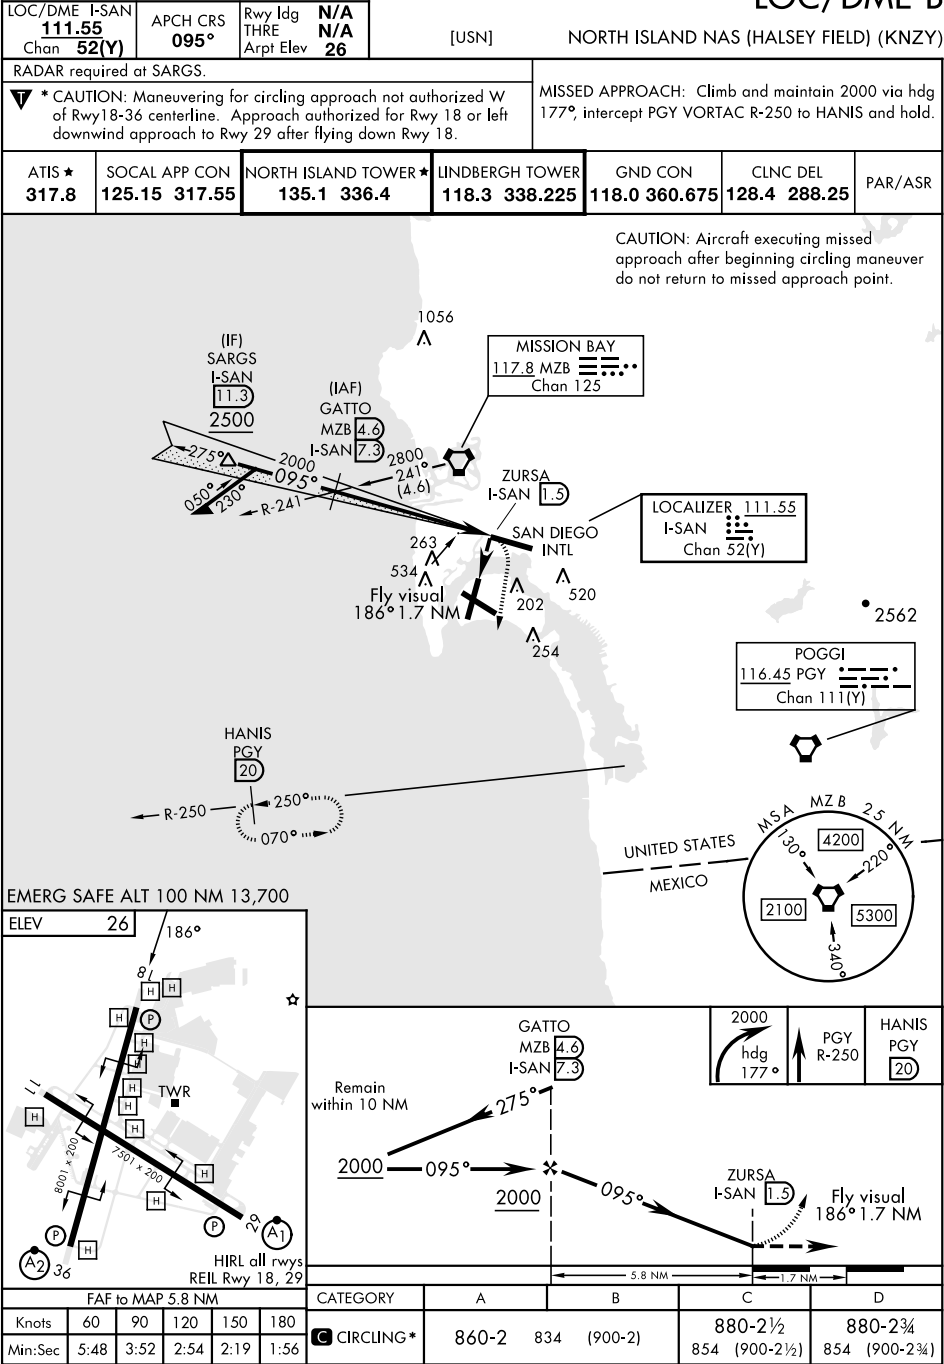 LOC/DME B
LOC/DME I-SAN
111.55
Chan 52(Y)
APCH CRS
095°
Rwy ldg N/A
THRE N/A
Arpt Elev 26
[USN]
NORTH ISLAND NAS (HALSEY FIELD) (KNZY)
RADAR required at SARGS.
T * CAUTION: Maneuvering for circling approach not authorized W
of Rwy18-36 centerline. Approach authorized for Rwy 18 or left
downwind approach to Rwy 29 after flying down Rwy 18.
MISSED APPROACH: Climb and maintain 2000 via hdg
177°, intercept PGY VORTAC R-250 to HANIS and hold.
ATIS ★
317.8
SOCAL APP CON
125.15 317.55
NORTH ISLAND TOWER ★
135.1 336.4
LINDBERGH TOWER
118.3 338.225
GND CON
118.0 360.675
CLNC DEL
128.4 288.25
PAR/ASR
CAUTION: Aircraft executing missed
approach after beginning circling maneuver
do not return to missed approach point.
1056
(IF)
SARGS
I-SAN
11.3
2500
(IAF)
GATTO
MZB 4.6
I-SAN 7.3
MISSION BAY
117.8 MZB
Chan 125
275°
2000
095°
2800
241°
(4.6)
050°
230°
R-241
ZURSA
I-SAN 1.5
SAN DIEGO
INTL
LOCALIZER 111.55
I-SAN
Chan 52(Y)
263
534
Fly visual
186° 1.7 NM
202
520
254
2562
POGGI
116.45 PGY
Chan 111(Y)
HANIS
PGY
20
R-250
250°
070°
UNITED STATES
MEXICO
MSA MZB 25 NM
130°
4200
220°
2100
5300
340°
EMERG SAFE ALT 100 NM 13,700
ELEV 26
186°
18
H
H
H
P
H
H
H
H
H
TWR
11
H
8001 x 200
7501 x 200
H
H
P
P
29
A1
H
A2
36
HIRL all rwys
REIL Rwy 18, 29
GATTO
MZB 4.6
I-SAN 7.3
2000
hdg
177°
PGY
R-250
HANIS
PGY
20
Remain
within 10 NM
275°
2000
095°
2000
095°
ZURSA
I-SAN 1.5
Fly visual
186° 1.7 NM
5.8 NM
1.7 NM
FAF to MAP 5.8 NM
Knots 60 90 120 150 180
Min:Sec 5:48 3:52 2:54 2:19 1:56
CATEGORY A B C D
C CIRCLING* 860-2 834 (900-2)
880-2½
854 (900-2½)
880-2¾
854 (900-2¾)